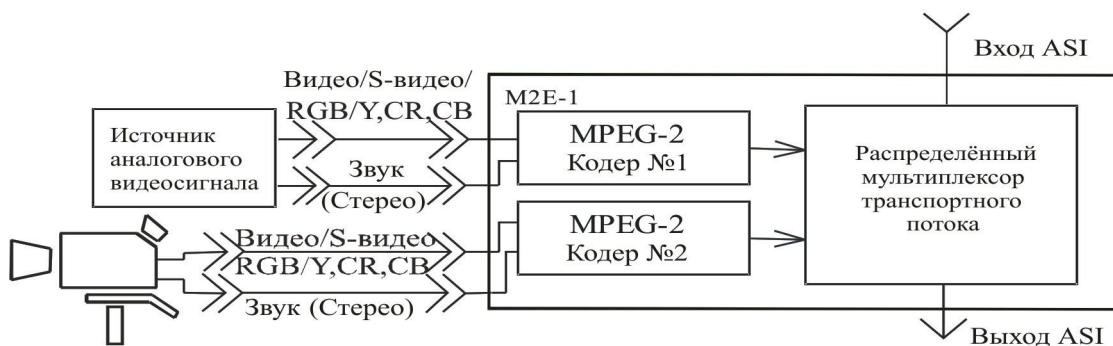 Вход ASI
Видео/S-видео/
RGB/Y,CR,CB
M2E-1
Источник
аналогового
видеосигнала
Звук
(Стерео)
MPEG-2
Кодер №1
Распределённый
мультиплексор
транспортного
потока
MPEG-2
Кодер №2
Видео/S-видео
RGB/Y,CR,CB
Звук (Стерео)
Выход ASI